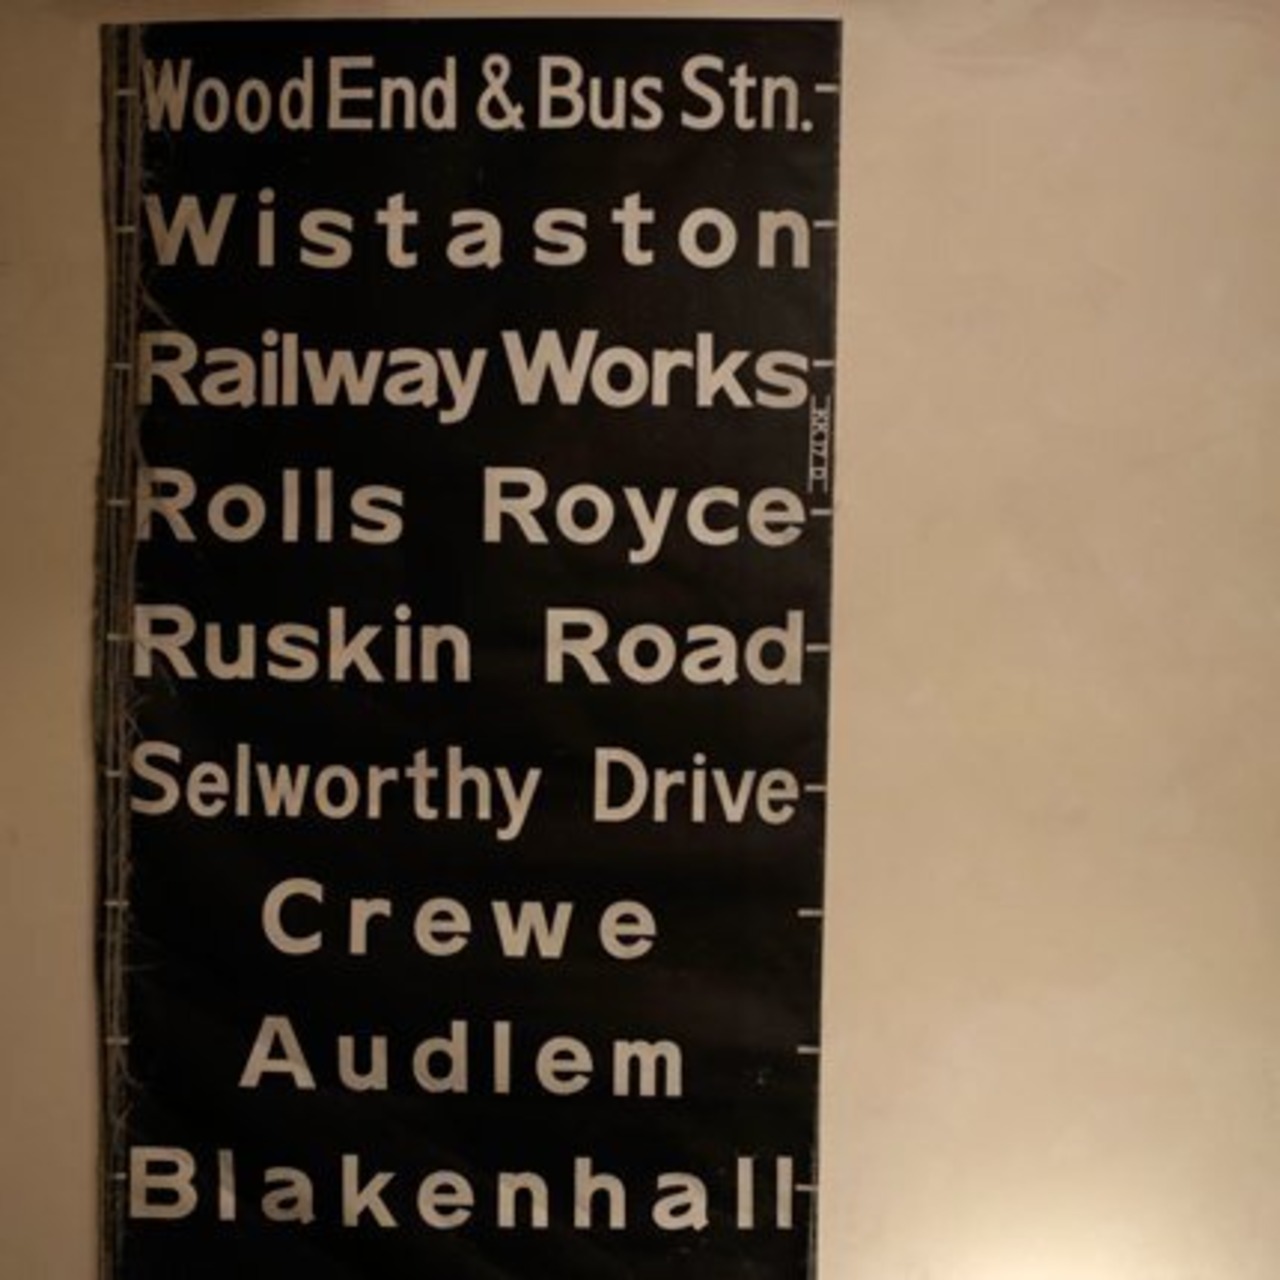 Wood End & Bus Stn.
Wistaston
Railway Works
Rolls Royce
Ruskin Road
Selworthy Drive
Crewe
Audlem
Blakenhall